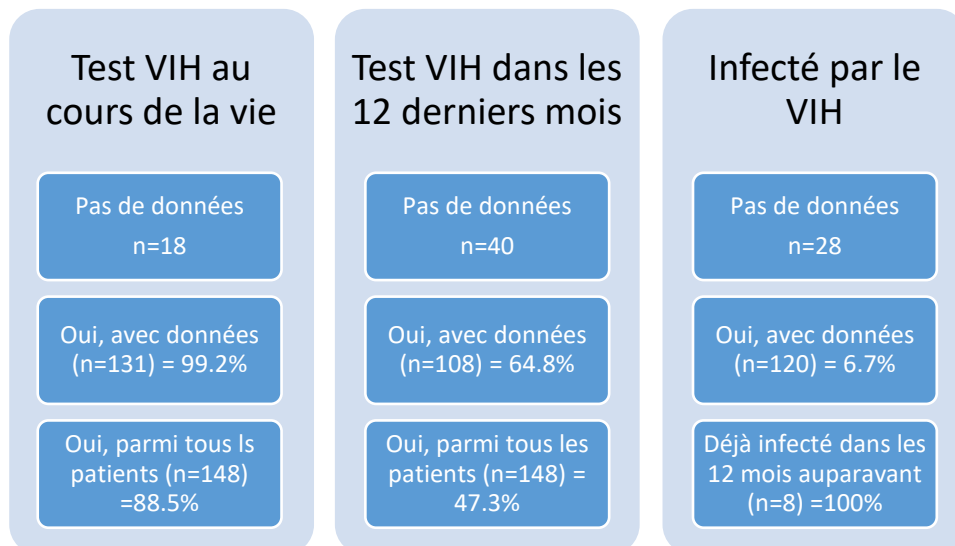 Test VIH au
cours de la vie
Pas de données
n=18
Oui, avec données
(n=131) = 99.2%
Oui, parmi tous ls
patients (n=148)
=88.5%
Test VIH dans les
12 derniers mois
Pas de données
n=40
Oui, avec données
(n=108) = 64.8%
Oui, parmi tous les
patients (n=148) =
47.3%
Infecté par le
VIH
Pas de données
n=28
Oui, avec données
(n=120) = 6.7%
Déjà infecté dans les
12 mois auparavant
(n=8) =100%